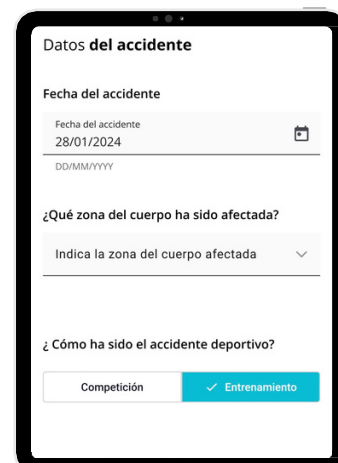 Datos del accidente
Fecha del accidente
Fecha del accidente
28/01/2024
DD/MM/YYYY
¿Qué zona del cuerpo ha sido afectada?
Indica la zona del cuerpo afectada
¿ Cómo ha sido el accidente deportivo?
Competición
Entrenamiento